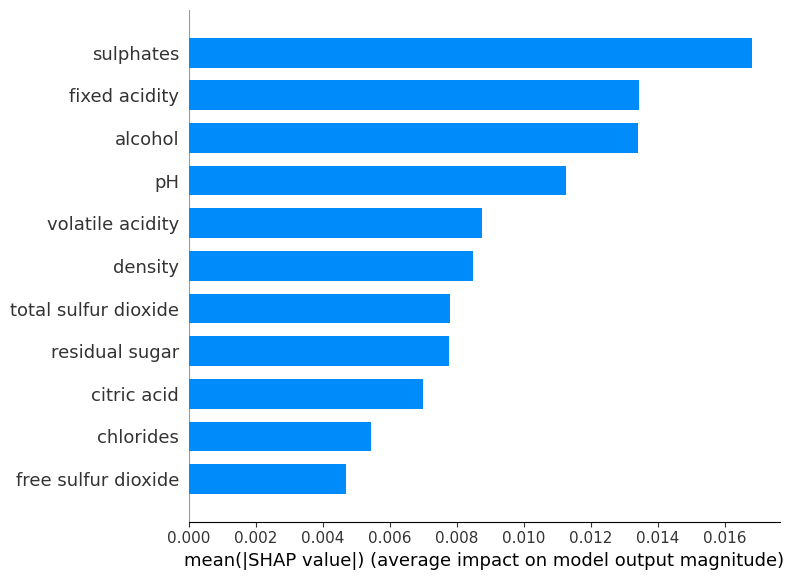 sulphates
fixed acidity
alcohol
pH
volatile acidity
density
total sulfur dioxide
residual sugar
citric acid
chlorides
free sulfur dioxide
0.000 0.002 0.004 0.006 0.008 0.010 0.012 0.014 0.016
mean(|SHAP value|) (average impact on model output magnitude)